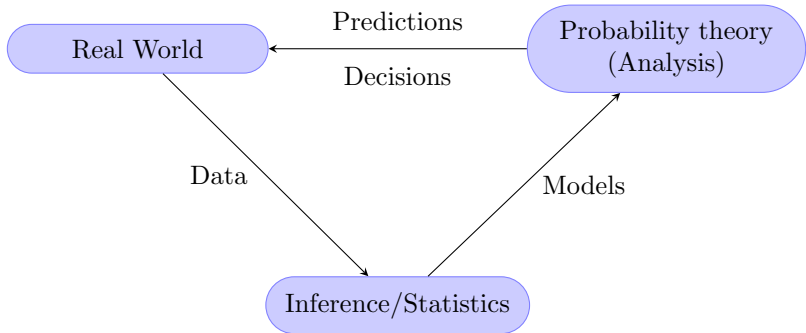 Real World
Predictions
Decisions
Probability theory
(Analysis)
Data
Models
Inference/Statistics